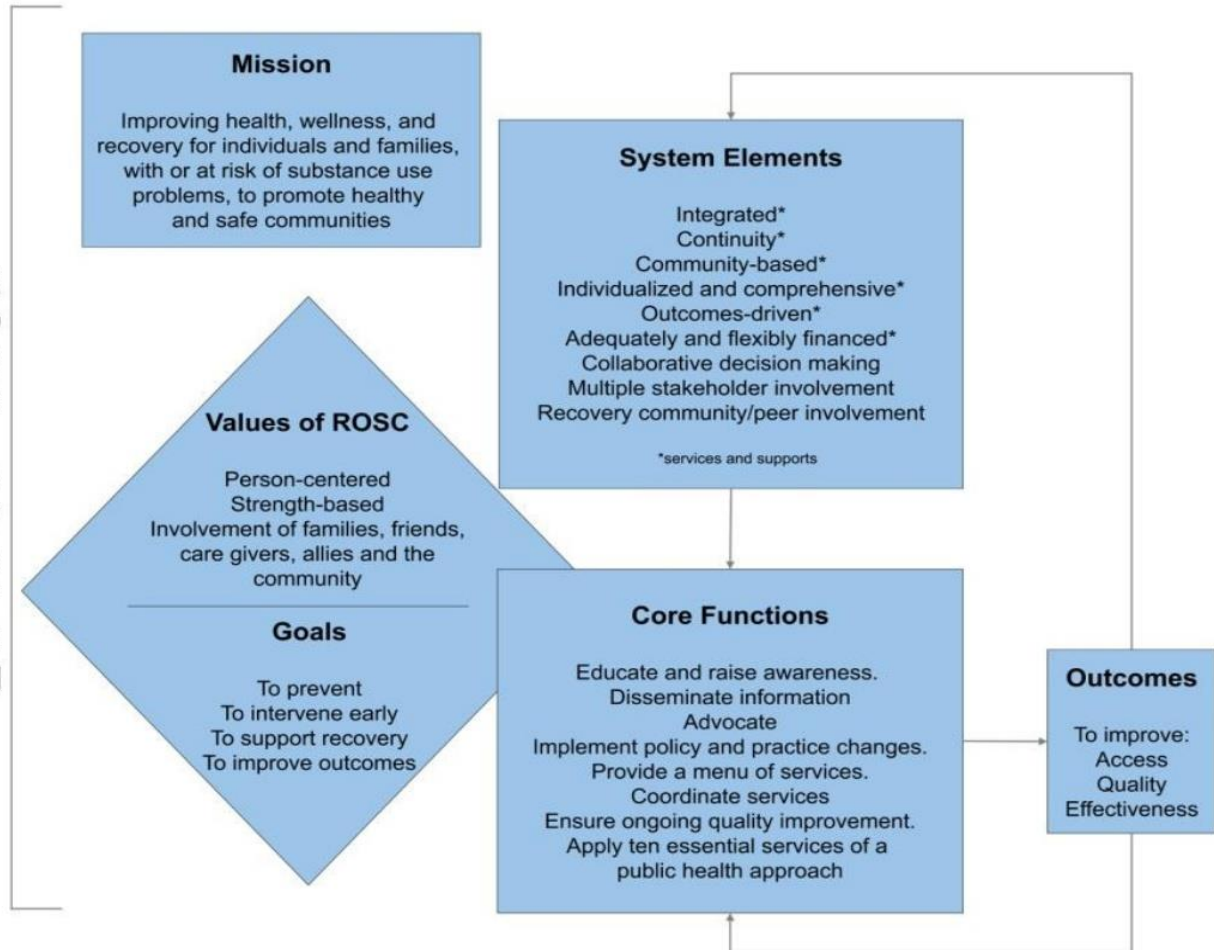 Mission
Improving health, wellness, and
recovery for individuals and families,
with or at risk of substance use
problems, to promote healthy
and safe communities
System Elements
Integrated*
Continuity*
Community-based*
Individualized and comprehensive*
Outcomes-driven*
Adequately and flexibly financed*
Collaborative decision making
Multiple stakeholder involvement
Recovery community/peer involvement
*services and supports
Values of ROSC
Person-centered
Strength-based
Involvement of families, friends,
care givers, allies and the
community
Goals
To prevent
To intervene early
To support recovery
To improve outcomes
Core Functions
Educate and raise awareness.
Disseminate information
Advocate
Implement policy and practice changes.
Provide a menu of services.
Coordinate services
Ensure ongoing quality improvement.
Apply ten essential services of a
public health approach
Outcomes
To improve:
Access
Quality
Effectiveness